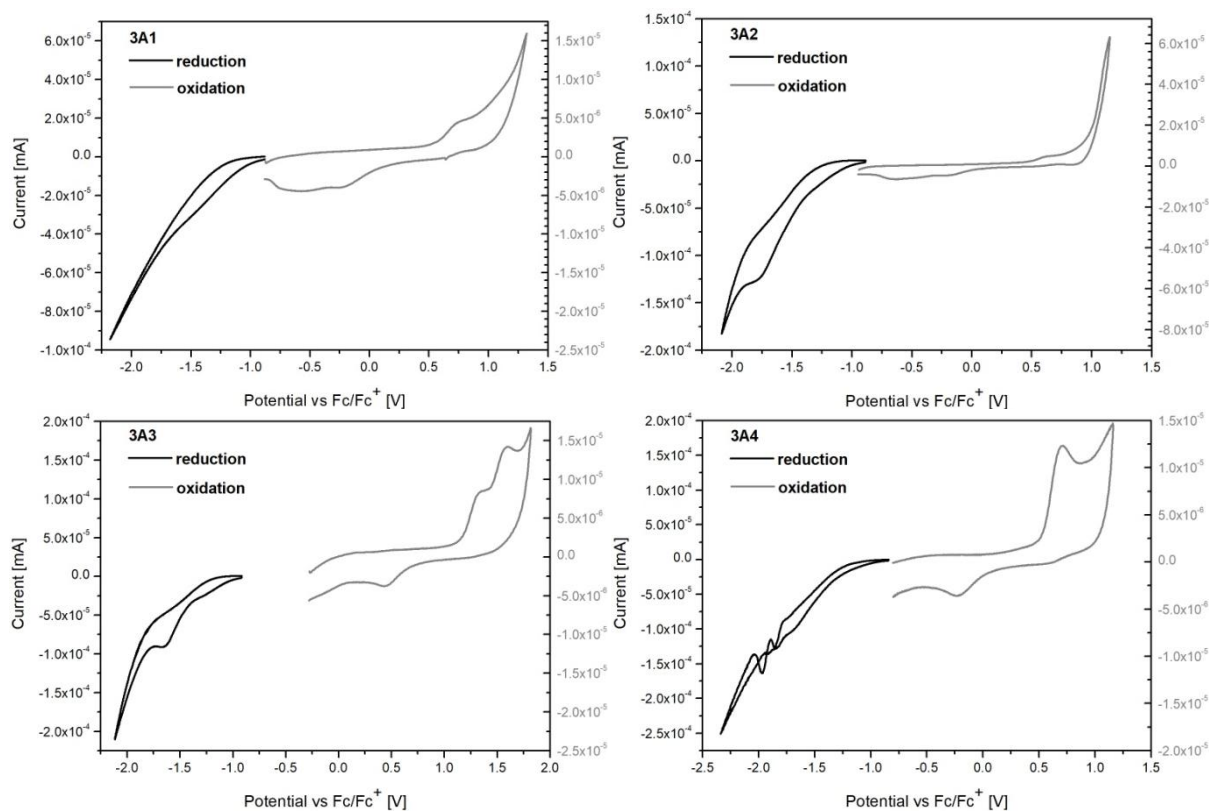 3A1
reduction
oxidation
Current [mA]
6.0x10⁻⁵
4.0x10⁻⁵
2.0x10⁻⁵
0.0
-2.0x10⁻⁵
-4.0x10⁻⁵
-6.0x10⁻⁵
-8.0x10⁻⁵
-1.0x10⁻⁴
1.5x10⁻⁵
1.0x10⁻⁵
5.0x10⁻⁶
0.0
-5.0x10⁻⁶
-1.0x10⁻⁵
-1.5x10⁻⁵
-2.0x10⁻⁵
-2.5x10⁻⁵
-2.0 -1.5 -1.0 -0.5 0.0 0.5 1.0 1.5
Potential vs Fc/Fc⁺ [V]
3A2
reduction
oxidation
Current [mA]
1.5x10⁻⁴
1.0x10⁻⁴
5.0x10⁻⁵
0.0
-5.0x10⁻⁵
-1.0x10⁻⁴
-1.5x10⁻⁴
-2.0x10⁻⁴
6.0x10⁻⁵
4.0x10⁻⁵
2.0x10⁻⁵
0.0
-2.0x10⁻⁵
-4.0x10⁻⁵
-6.0x10⁻⁵
-8.0x10⁻⁵
-2.0 -1.5 -1.0 -0.5 0.0 0.5 1.0 1.5
Potential vs Fc/Fc⁺ [V]
3A3
reduction
oxidation
Current [mA]
2.0x10⁻⁴
1.5x10⁻⁴
1.0x10⁻⁴
5.0x10⁻⁵
0.0
-5.0x10⁻⁵
-1.0x10⁻⁴
-1.5x10⁻⁴
-2.0x10⁻⁴
1.5x10⁻⁵
1.0x10⁻⁵
5.0x10⁻⁶
0.0
-5.0x10⁻⁶
-1.0x10⁻⁵
-1.5x10⁻⁵
-2.0x10⁻⁵
-2.5x10⁻⁵
-2.0 -1.5 -1.0 -0.5 0.0 0.5 1.0 1.5 2.0
Potential vs Fc/Fc⁺ [V]
3A4
reduction
oxidation
Current [mA]
2.0x10⁻⁴
1.5x10⁻⁴
1.0x10⁻⁴
5.0x10⁻⁵
0.0
-5.0x10⁻⁵
-1.0x10⁻⁴
-1.5x10⁻⁴
-2.0x10⁻⁴
-2.5x10⁻⁴
1.5x10⁻⁵
1.0x10⁻⁵
5.0x10⁻⁶
0.0
-5.0x10⁻⁶
-1.0x10⁻⁵
-1.5x10⁻⁵
-2.0x10⁻⁵
-2.5 -2.0 -1.5 -1.0 -0.5 0.0 0.5 1.0 1.5
Potential vs Fc/Fc⁺ [V]